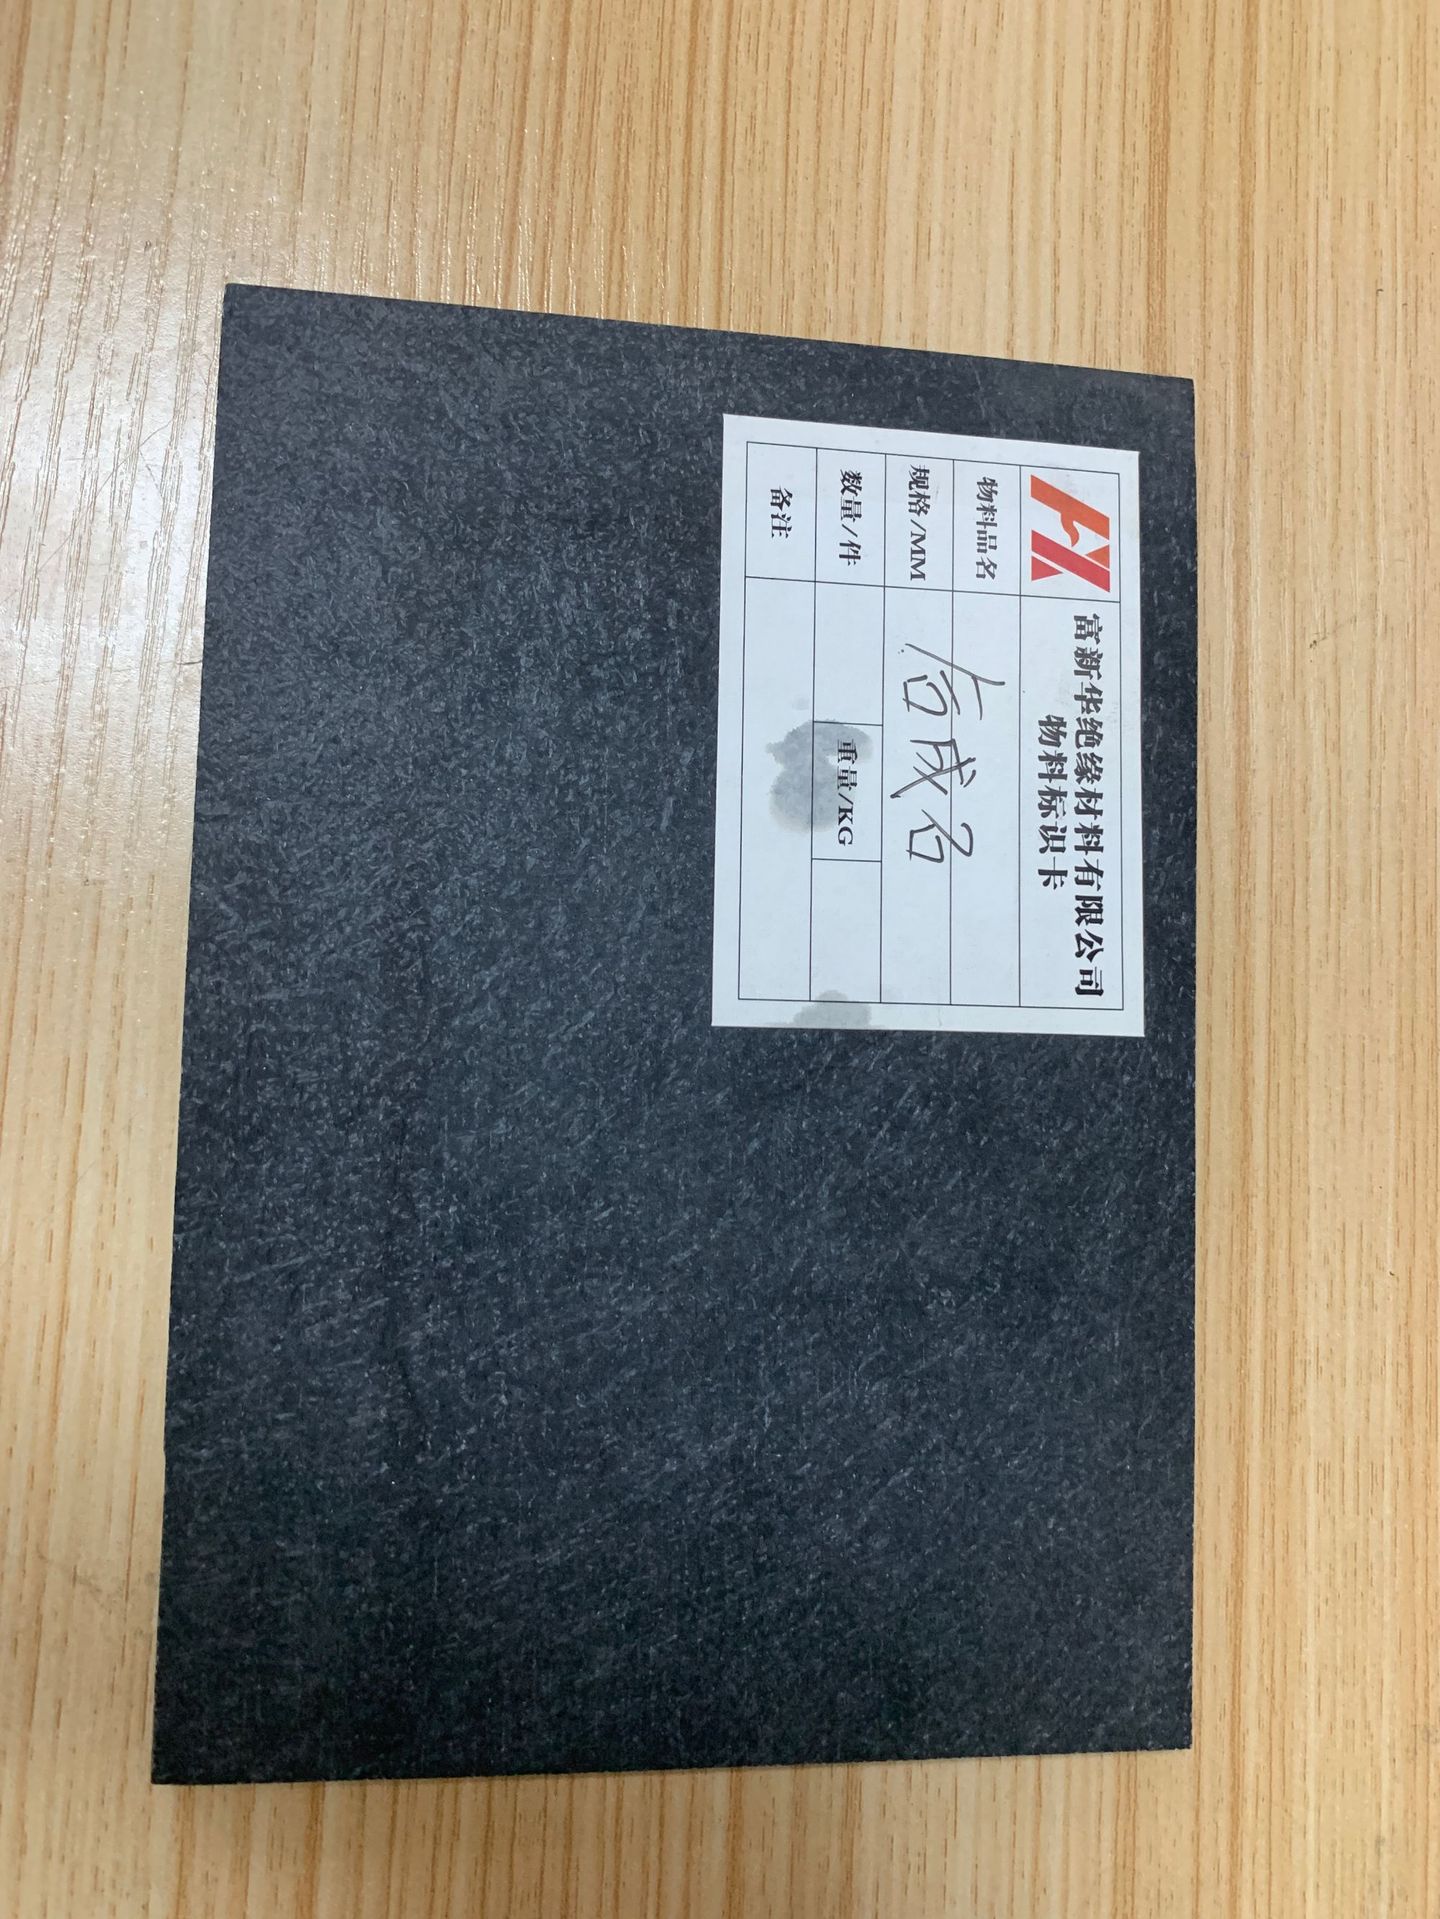 富新华绝缘材料有限公司
物料标识卡
物料品名
合成石
规格/MM
数量/件 重量/KG
备注